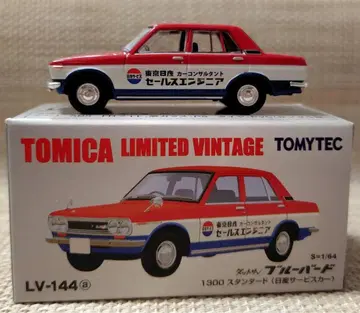 東京日産 カーコンサルタント
セールスエンジニア
TOMICA LIMITED VINTAGE
TOMYTEC
東京日産 カーコンサルタント
セールスエンジニア
S=1/64
ダットサン ブルーバード
LV-144 a
1300 スタンダード (日産サービスカー)